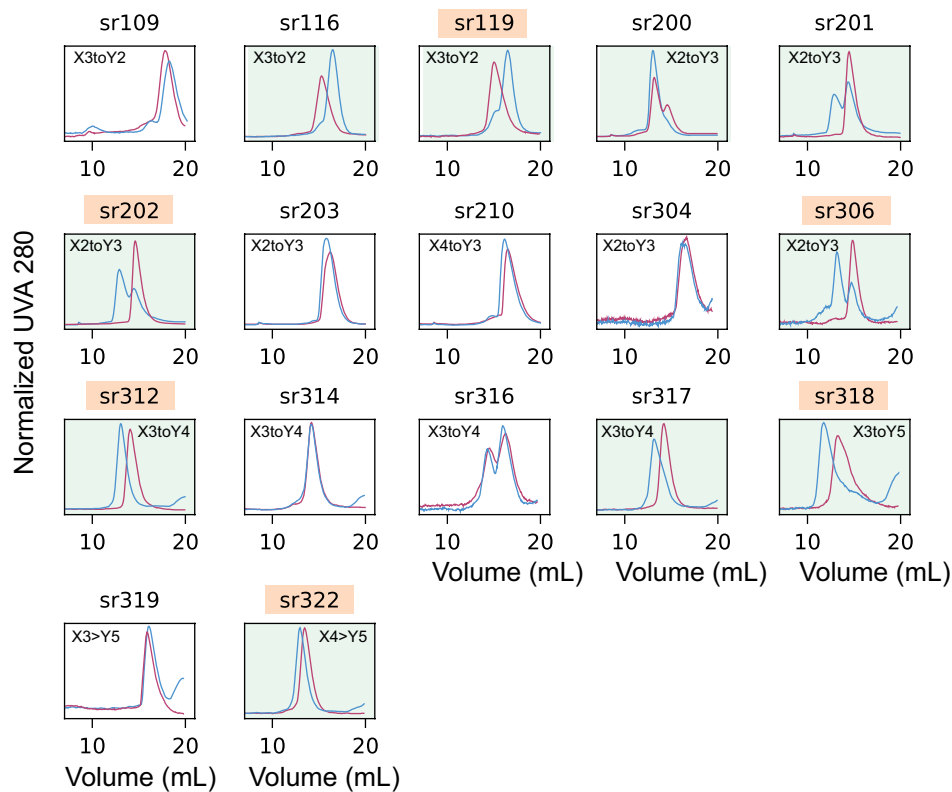 sr109 sr116 sr119 sr200 sr201
X3toY2 X3toY2 X3toY2 X2toY3 X2toY3
10 20 10 20 10 20 10 20 10 20
sr202 sr203 sr210 sr304 sr306
X2toY3 X2toY3 X4toY3 X2toY3 X2toY3
10 20 10 20 10 20 10 20 10 20
Normalized UVA 280
sr312 sr314 sr316 sr317 sr318
X3toY4 X3toY4 X3toY4 X3toY4 X3toY5
10 20 10 20 10 20 10 20 10 20
Volume (mL) Volume (mL) Volume (mL)
sr319 sr322
X3>Y5 X4>Y5
10 20 10 20
Volume (mL) Volume (mL)